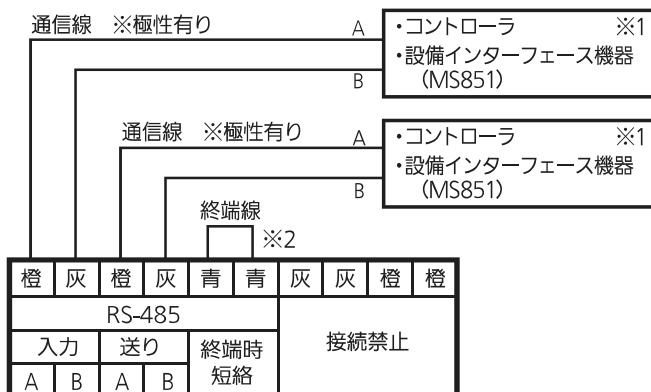 通信線　※極性有り
A
・コントローラ　※1
・設備インターフェース機器
（MS851）
B
通信線　※極性有り
A
・コントローラ　※1
・設備インターフェース機器
（MS851）
B
終端線
※2
橙 灰 橙 灰 青 青 灰 灰 橙 橙
RS-485
接続禁止
入力 送り 終端時
短絡
A B A B